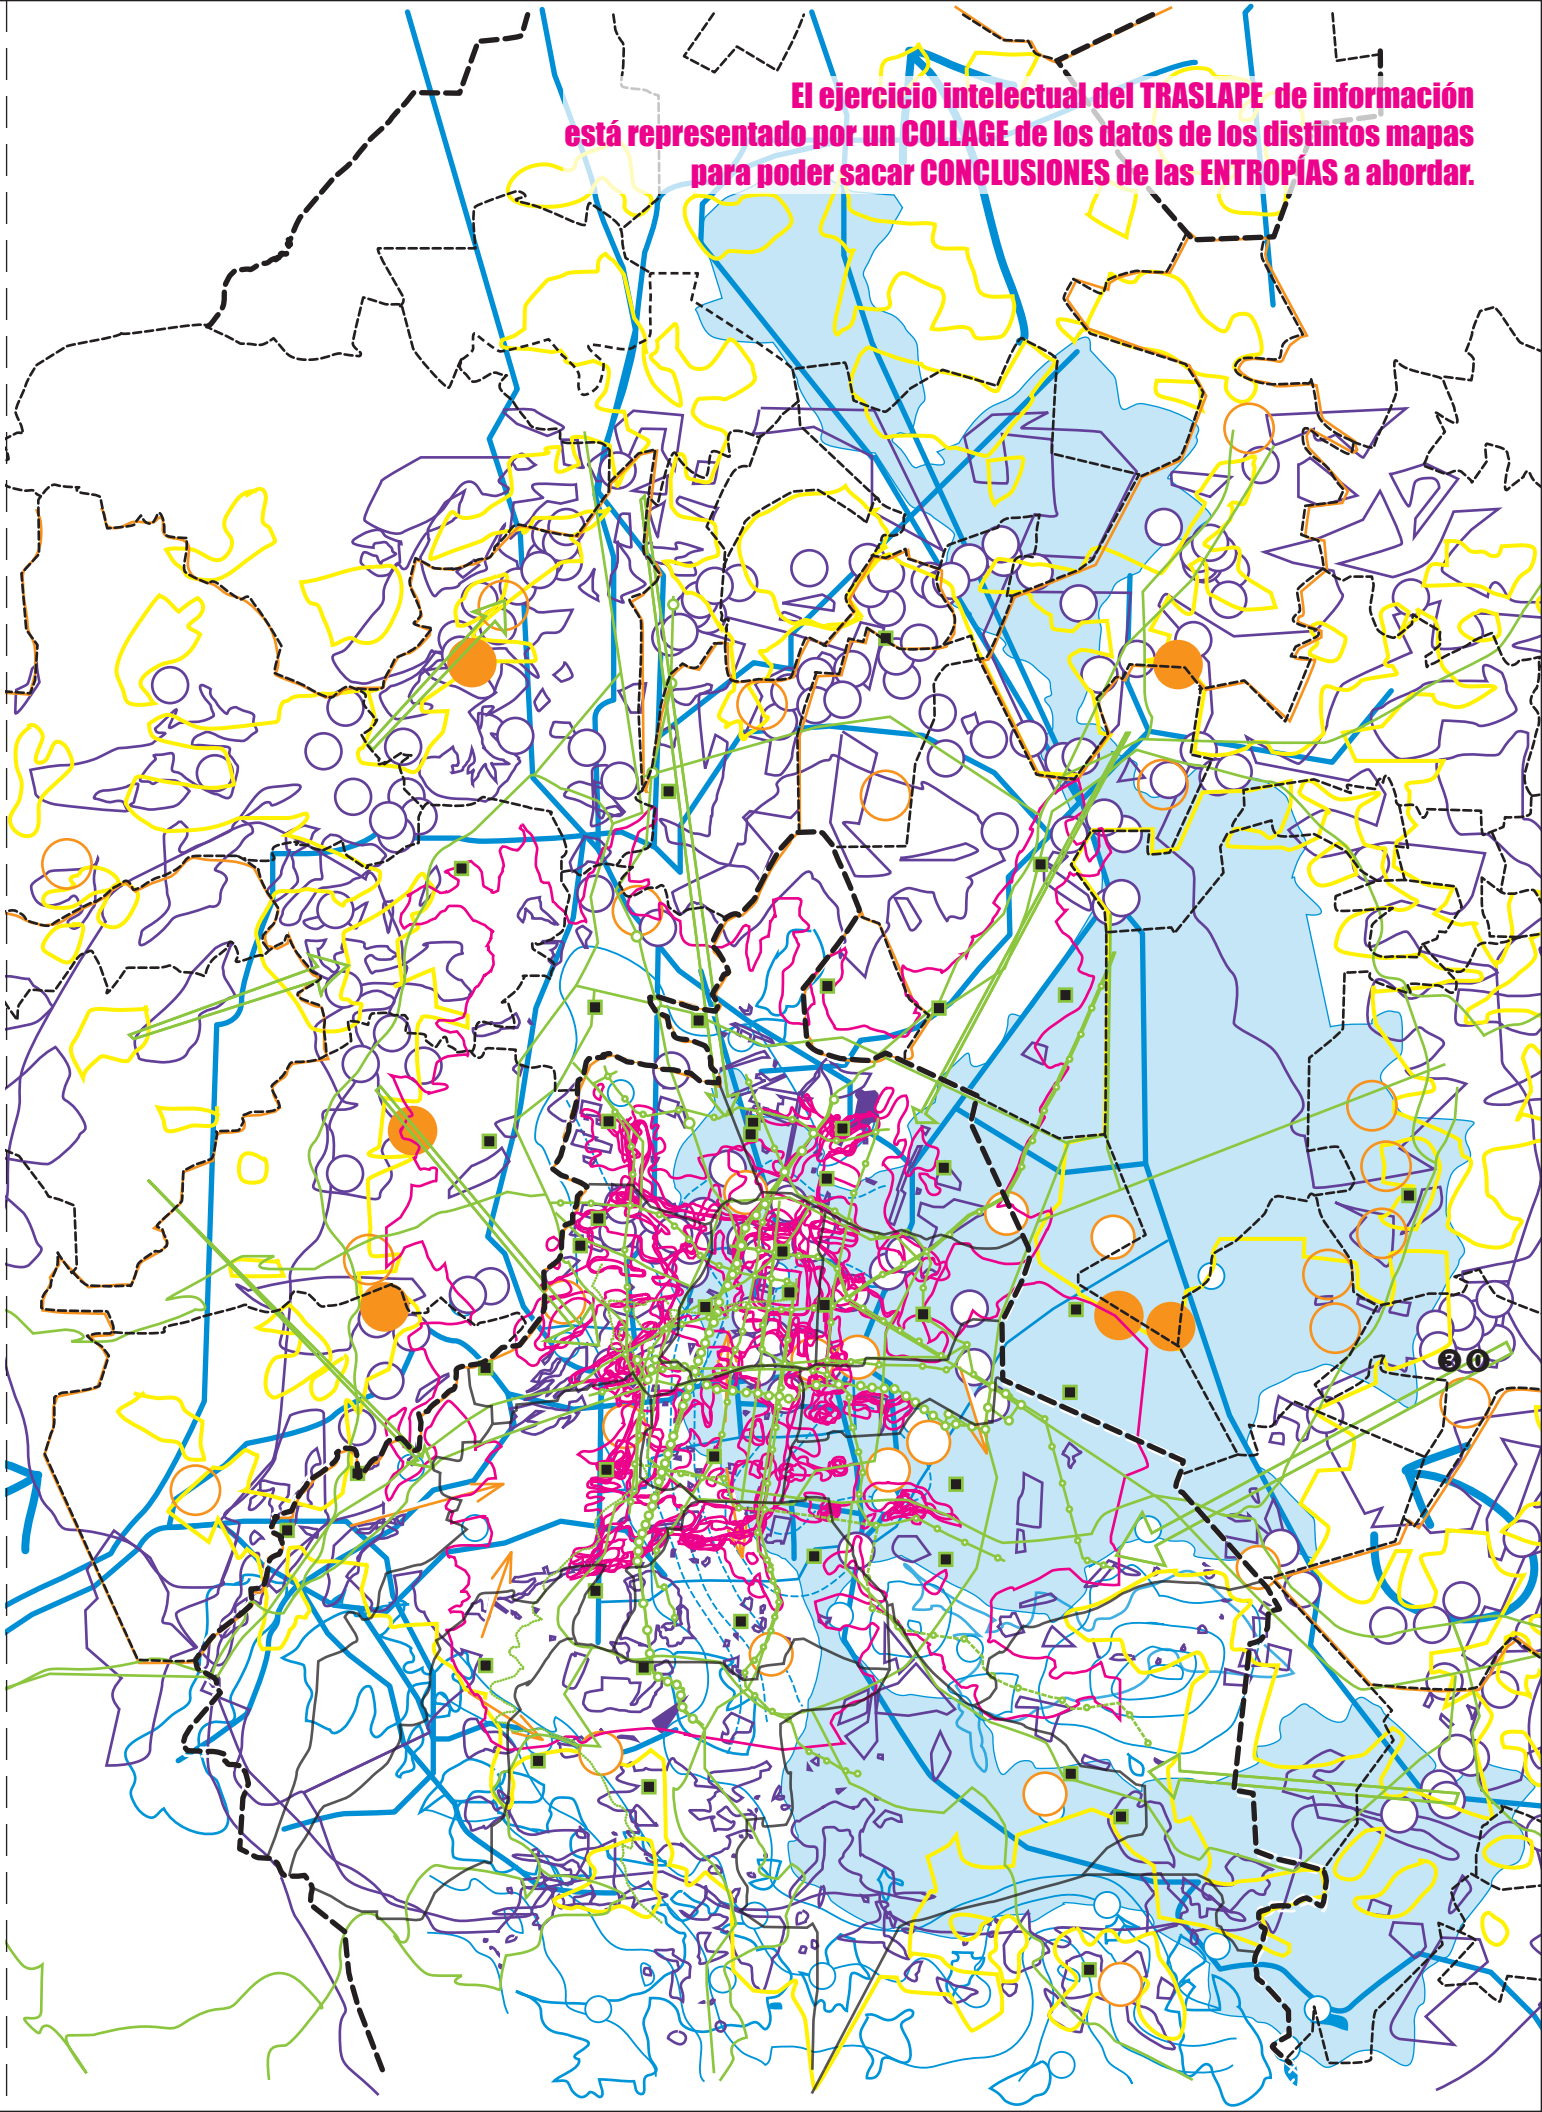 El ejercicio intelectual del TRASLAPE de información
está representado por un COLLAGE de los datos de los distintos mapas
para poder sacar CONCLUSIONES de las ENTROPÍAS a abordar.
30